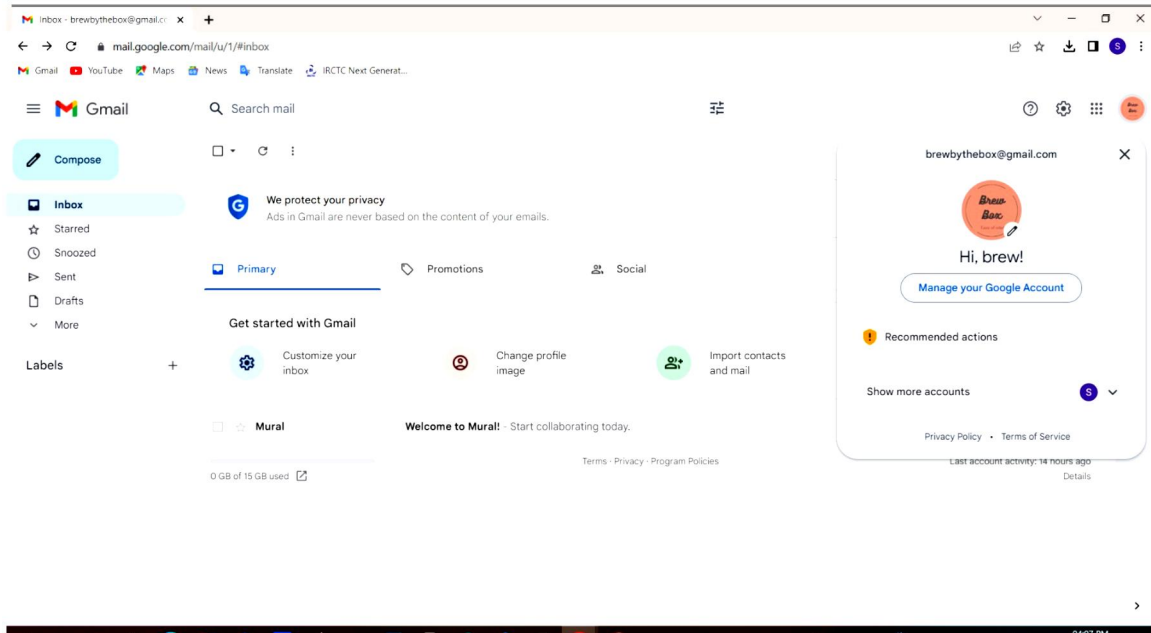 Inbox - brewbythebox@gmail.c
mail.google.com/mail/u/1/#inbox
S
Gmail YouTube Maps News Translate IRCTC Next Generat...
Gmail
Search mail
Brew Box
Compose
brewbythebox@gmail.com
Inbox
We protect your privacy
Ads in Gmail are never based on the content of your emails.
Brew
Box
Starred
Snoozed
Hi, brew!
Sent
Primary Promotions Social
Manage your Google Account
Drafts
More
Get started with Gmail
Recommended actions
Customize your
inbox
Change profile
image
Import contacts
and mail
Labels
Show more accounts S
Mural Welcome to Mural! - Start collaborating today.
Privacy Policy • Terms of Service
Terms · Privacy · Program Policies
Last account activity: 14 hours ago
0 GB of 15 GB used
Details